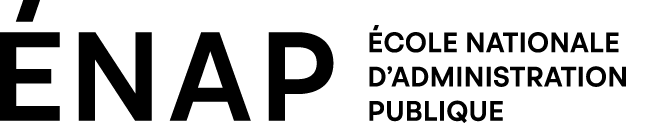 ÉNAP
ÉCOLE NATIONALE
D'ADMINISTRATION
PUBLIQUE